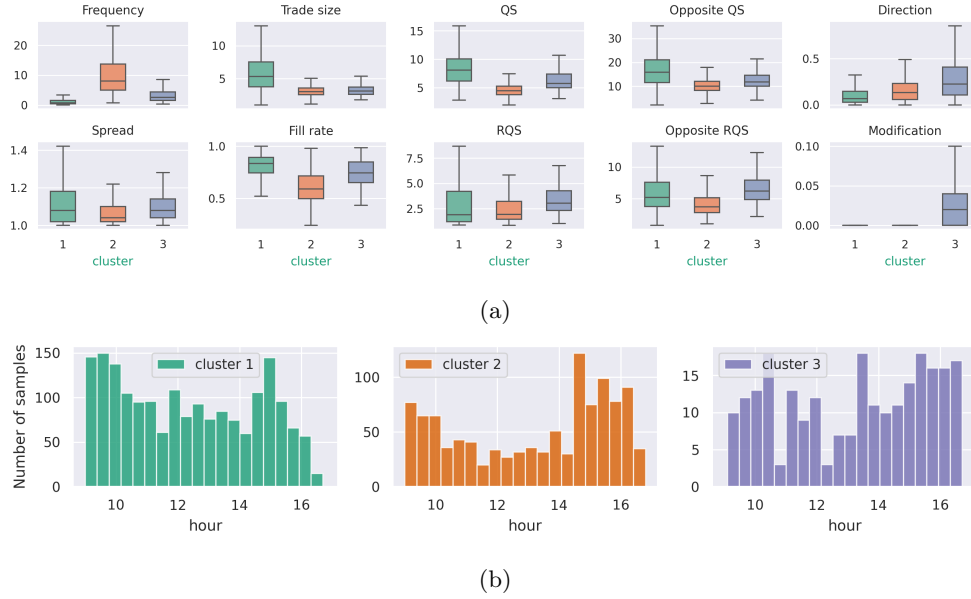 Frequency Trade size QS Opposite QS Direction
20 10 0
10 5
15 10 5
30 20 10
0.5 0.0
Spread Fill rate RQS Opposite RQS Modification
1.4 1.2 1.0
1.0 0.5
7.5 5.0 2.5
10 5
0.10 0.05 0.00
1 2 3 1 2 3 1 2 3 1 2 3 1 2 3
cluster cluster cluster cluster cluster
(a)
Number of samples
150 100 50 0
cluster 1
10 12 14 16
hour
100 50 0
cluster 2
10 12 14 16
hour
15 10 5 0
cluster 3
10 12 14 16
hour
(b)